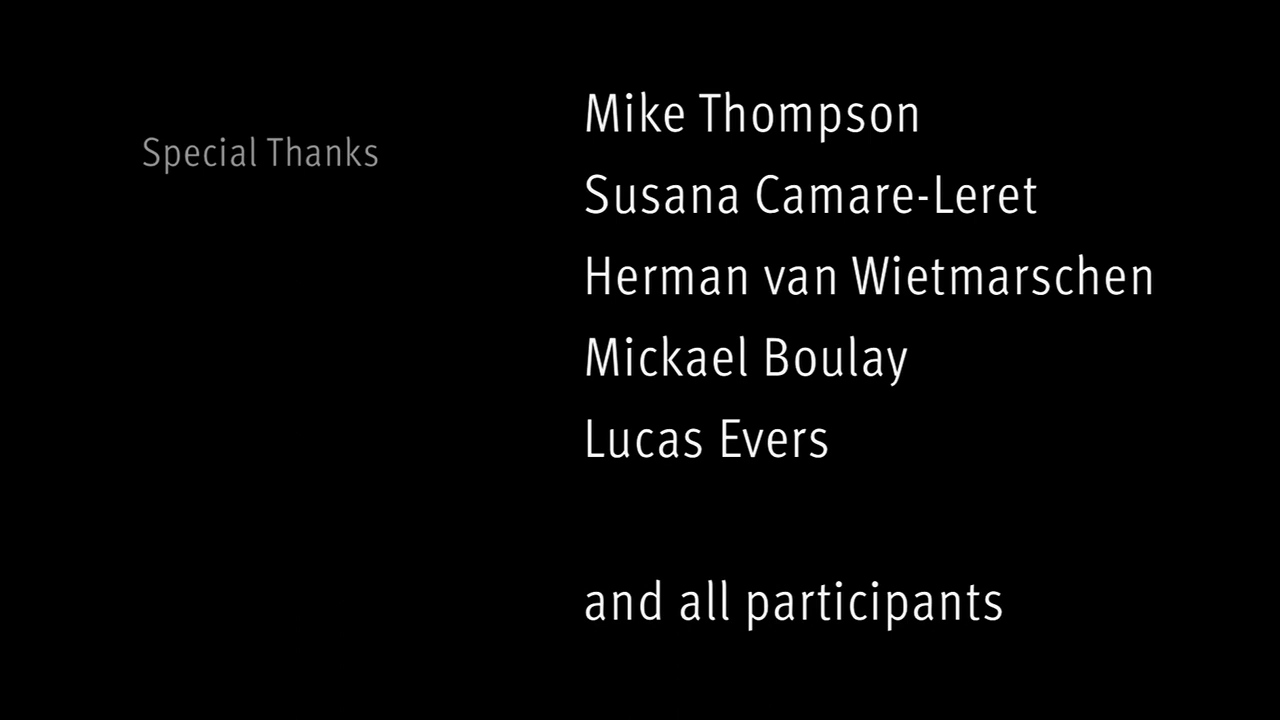 Special Thanks
Mike Thompson
Susana Camare-Leret
Herman van Wietmarschen
Mickael Boulay
Lucas Evers
and all participants